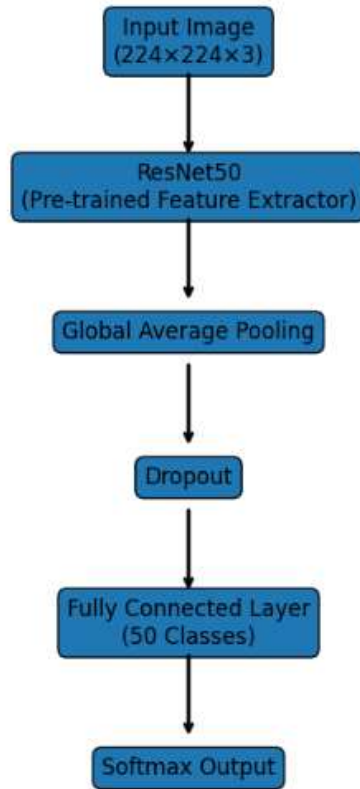 Input Image
(224×224×3)
ResNet50
(Pre-trained Feature Extractor)
Global Average Pooling
Dropout
Fully Connected Layer
(50 Classes)
Softmax Output